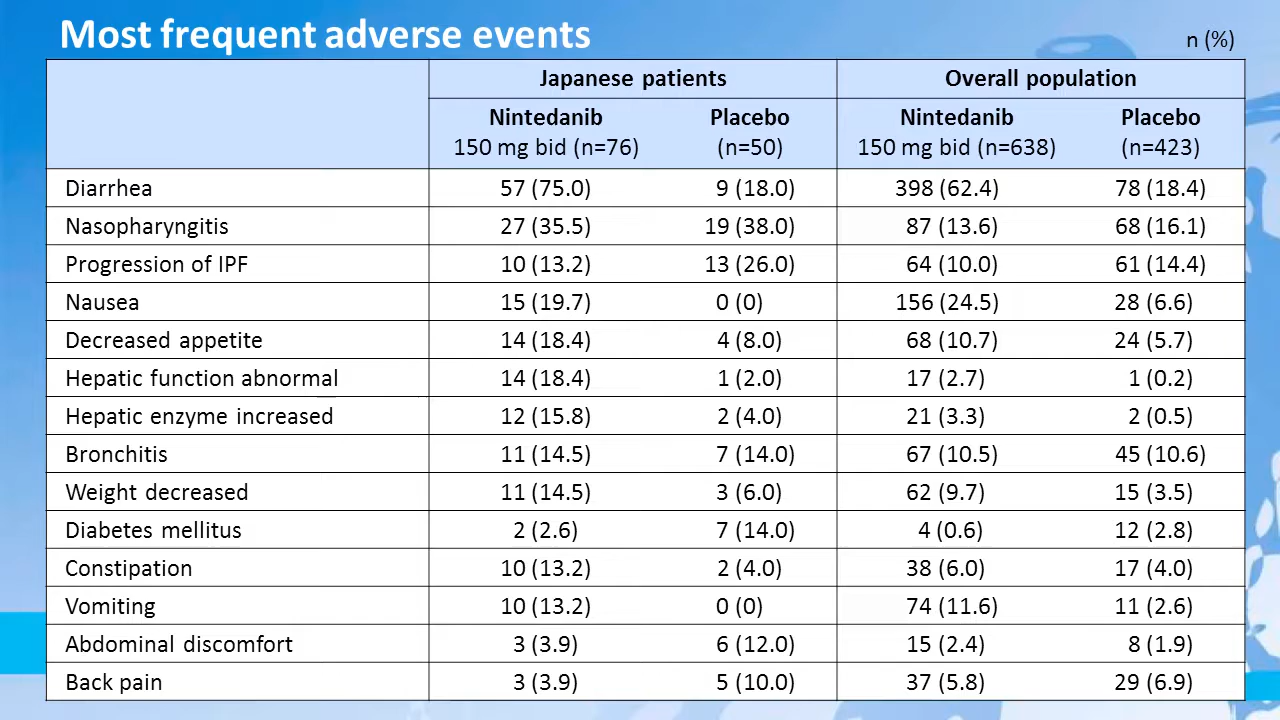 Most frequent adverse events
n (%)
Japanese patients Overall population
Nintedanib Placebo Nintedanib Placebo
150 mg bid (n=76) (n=50) 150 mg bid (n=638) (n=423)
Diarrhea 57 (75.0) 9 (18.0) 398 (62.4) 78 (18.4)
Nasopharyngitis 27 (35.5) 19 (38.0) 87 (13.6) 68 (16.1)
Progression of IPF 10 (13.2) 13 (26.0) 64 (10.0) 61 (14.4)
Nausea 15 (19.7) 0 (0) 156 (24.5) 28 (6.6)
Decreased appetite 14 (18.4) 4 (8.0) 68 (10.7) 24 (5.7)
Hepatic function abnormal 14 (18.4) 1 (2.0) 17 (2.7) 1 (0.2)
Hepatic enzyme increased 12 (15.8) 2 (4.0) 21 (3.3) 2 (0.5)
Bronchitis 11 (14.5) 7 (14.0) 67 (10.5) 45 (10.6)
Weight decreased 11 (14.5) 3 (6.0) 62 (9.7) 15 (3.5)
Diabetes mellitus 2 (2.6) 7 (14.0) 4 (0.6) 12 (2.8)
Constipation 10 (13.2) 2 (4.0) 38 (6.0) 17 (4.0)
Vomiting 10 (13.2) 0 (0) 74 (11.6) 11 (2.6)
Abdominal discomfort 3 (3.9) 6 (12.0) 15 (2.4) 8 (1.9)
Back pain 3 (3.9) 5 (10.0) 37 (5.8) 29 (6.9)